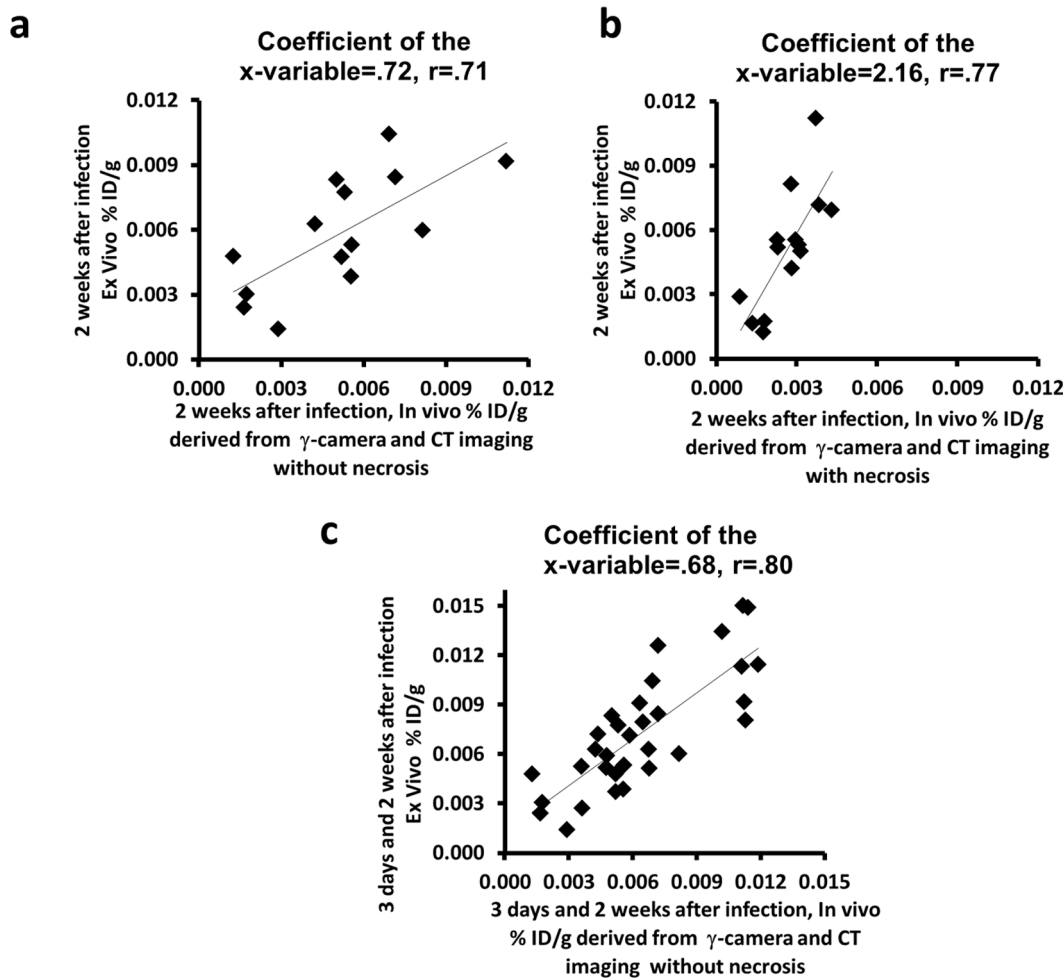 a
Coefficient of the
x-variable=.72, r=.71
2 weeks after infection
Ex Vivo % ID/g
0.012
0.009
0.006
0.003
0.000
0.000 0.003 0.006 0.009 0.012
2 weeks after infection, In vivo % ID/g
derived from γ-camera and CT imaging
without necrosis
b
Coefficient of the
x-variable=2.16, r=.77
2 weeks after infection
Ex Vivo % ID/g
0.012
0.009
0.006
0.003
0.000
0.000 0.003 0.006 0.009 0.012
2 weeks after infection, In vivo % ID/g
derived from γ-camera and CT imaging
with necrosis
c
Coefficient of the
x-variable=.68, r=.80
3 days and 2 weeks after infection
Ex Vivo % ID/g
0.015
0.012
0.009
0.006
0.003
0.000
0.000 0.003 0.006 0.009 0.012 0.015
3 days and 2 weeks after infection, In vivo
% ID/g derived from γ-camera and CT
imaging without necrosis